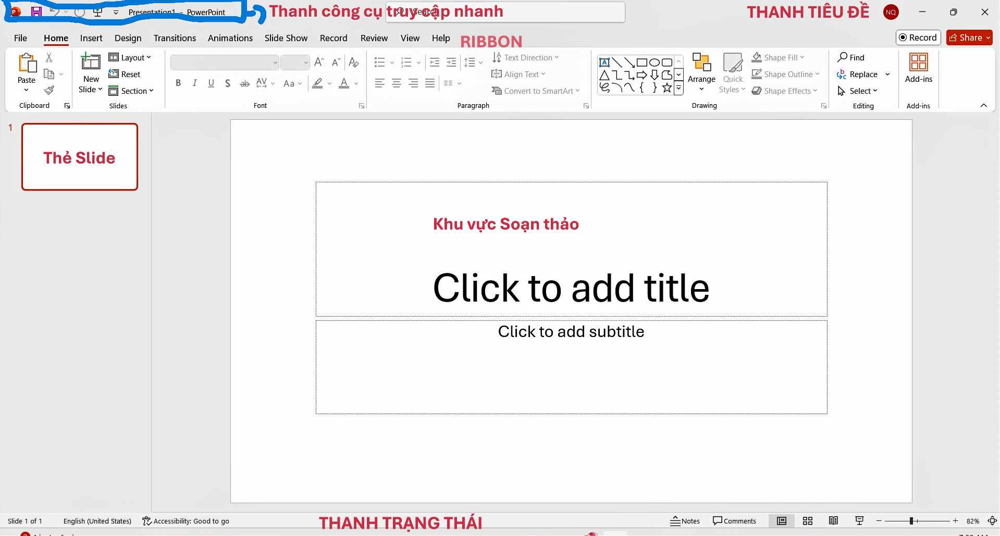 Presentation1 - PowerPoint
Thanh công cụ truy cập nhanh
Search
THANH TIÊU ĐỀ
NQ
File Home Insert Design Transitions Animations Slide Show Record Review View Help
RIBBON
Record
Share
Paste
Clipboard
New Slide
Layout
Reset
Section
Slides
B I U S ab AV Aa A
Font
Text Direction
Align Text
Convert to SmartArt
Paragraph
Arrange
Quick Styles
Shape Fill
Shape Outline
Shape Effects
Drawing
Find
Replace
Select
Editing
Add-ins
Add-ins
1
Thẻ Slide
Khu vực Soạn thảo
Click to add title
Click to add subtitle
Slide 1 of 1
English (United States)
Accessibility: Good to go
THANH TRẠNG THÁI
Notes
Comments
82%